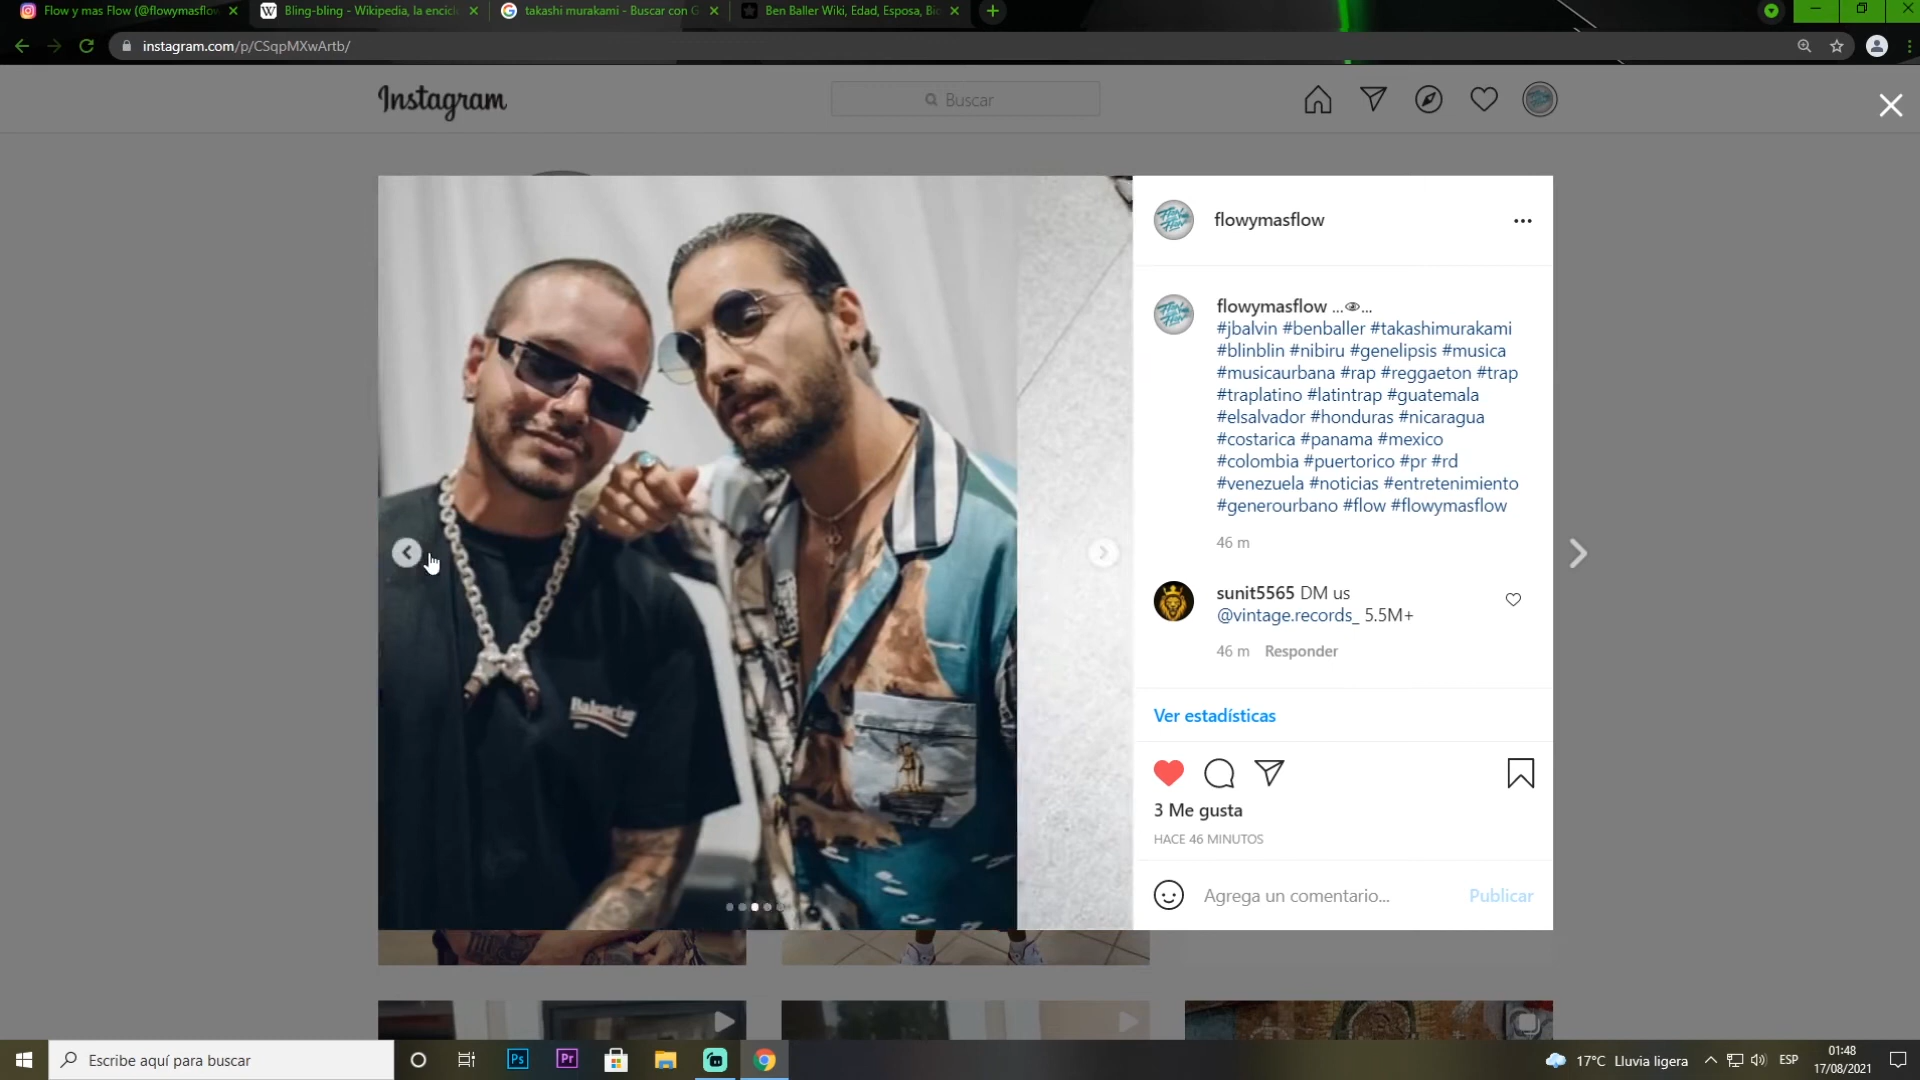 Flow y mas Flow (@flowymasflow
Bling-bling - Wikipedia, la encicl
takashi murakami - Buscar con G
Ben Baller Wiki, Edad, Esposa, Bio
instagram.com/p/CSqpMXwArtb/
Instagram
Buscar
flowymasflow
flowymasflow ...👁...
#jbalvin #benballer #takashimurakami
#blinblin #nibiru #genelipsis #musica
#musicaurbana #rap #reggaeton #trap
#traplatino #latintrap #guatemala
#elsalvador #honduras #nicaragua
#costarica #panama #mexico
#colombia #puertorico #pr #rd
#venezuela #noticias #entretenimiento
#generourbano #flow #flowymasflow
46 m
sunit5565 DM us
@vintage.records_ 5.5M+
46 m Responder
Balenciaga
Ver estadísticas
3 Me gusta
HACE 46 MINUTOS
Agrega un comentario... Publicar
Escribe aquí para buscar
Ps
Pr
17°C Lluvia ligera
ESP
01:48
17/08/2021